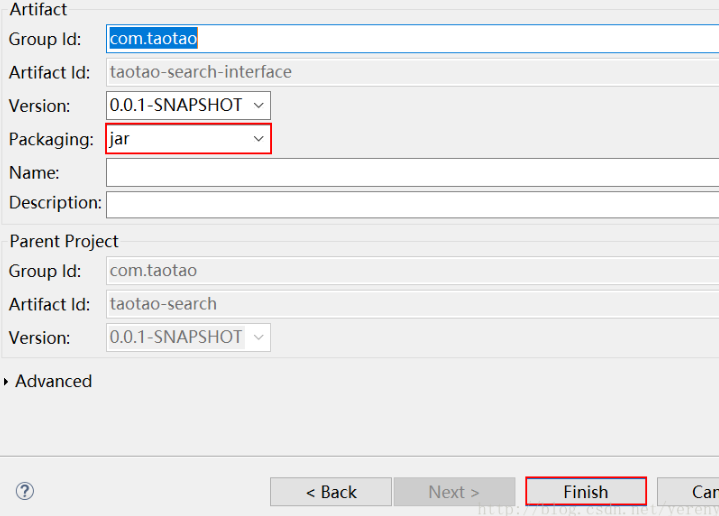 Artifact
Group Id: com.taotao
Artifact Id: taotao-search-interface
Version: 0.0.1-SNAPSHOT
Packaging: jar
Name:
Description:
Parent Project
Group Id: com.taotao
Artifact Id: taotao-search
Version: 0.0.1-SNAPSHOT
Advanced
? < Back Next > Finish Can
http://blog.csdn.net/yereny